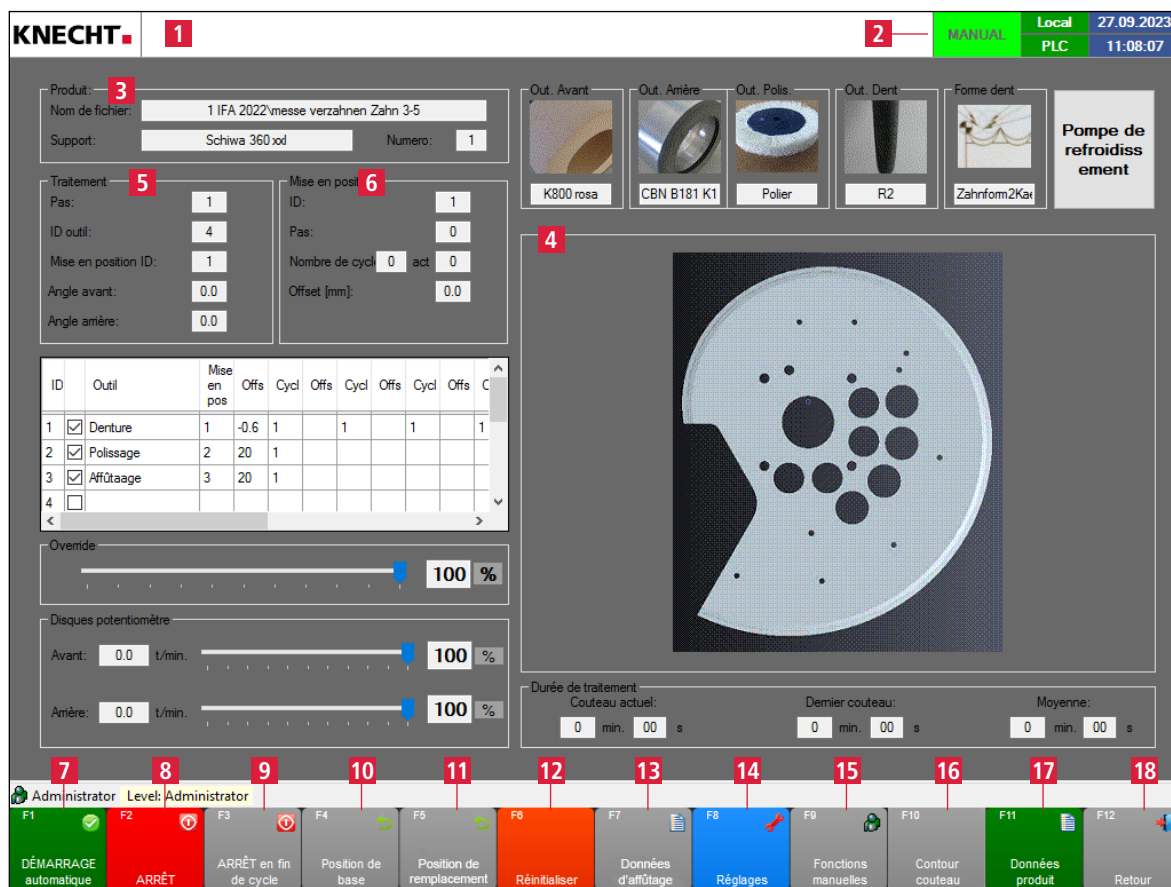 KNECHT
1
2
MANUAL
Local
27.09.2023
PLC
11:08:07
Produit:
3
Nom de fichier:
1 IFA 2022\messe verzahnen Zahn 3-5
Support:
Schiwa 360 xxl
Numero:
1
Out. Avant
Out. Arrière
Out. Polis.
Out. Dent
Forme dent
K800 rosa
CBN B181 K1
Polier
R2
Zahnform2Kae
Pompe de
refroidiss
ement
Traitement
5
Pas:
1
ID outil:
4
Mise en position ID:
1
Angle avant:
0.0
Angle arrière:
0.0
Mise en positi
6
ID:
1
Pas:
0
Nombre de cycl
0
act
0
Offset [mm]:
0.0
4
ID Outil Mise en pos Offs Cycl Offs Cycl Offs Cycl Offs C
1 Denture 1 -0.6 1 1 1 1
2 Polissage 2 20 1
3 Affûtaage 3 20 1
4
Override
100 %
Disques potentiomètre
Avant:
0.0
t/min.
100 %
Arrière:
0.0
t/min.
100 %
Durée de traitement
Couteau actuel:
0 min. 00 s
Dernier couteau:
0 min. 00 s
Moyenne:
0 min. 00 s
7
8
9
10
11
12
13
14
15
16
17
18
Administrator Level: Administrator
F1
DÉMARRAGE
automatique
F2
ARRÊT
F3
ARRÊT en fin
de cycle
F4
Position de
base
F5
Position de
remplacement
F6
Réinitialiser
F7
Données
d'affûtage
F8
Réglages
F9
Fonctions
manuelles
F10
Contour
couteau
F11
Données
produit
F12
Retour